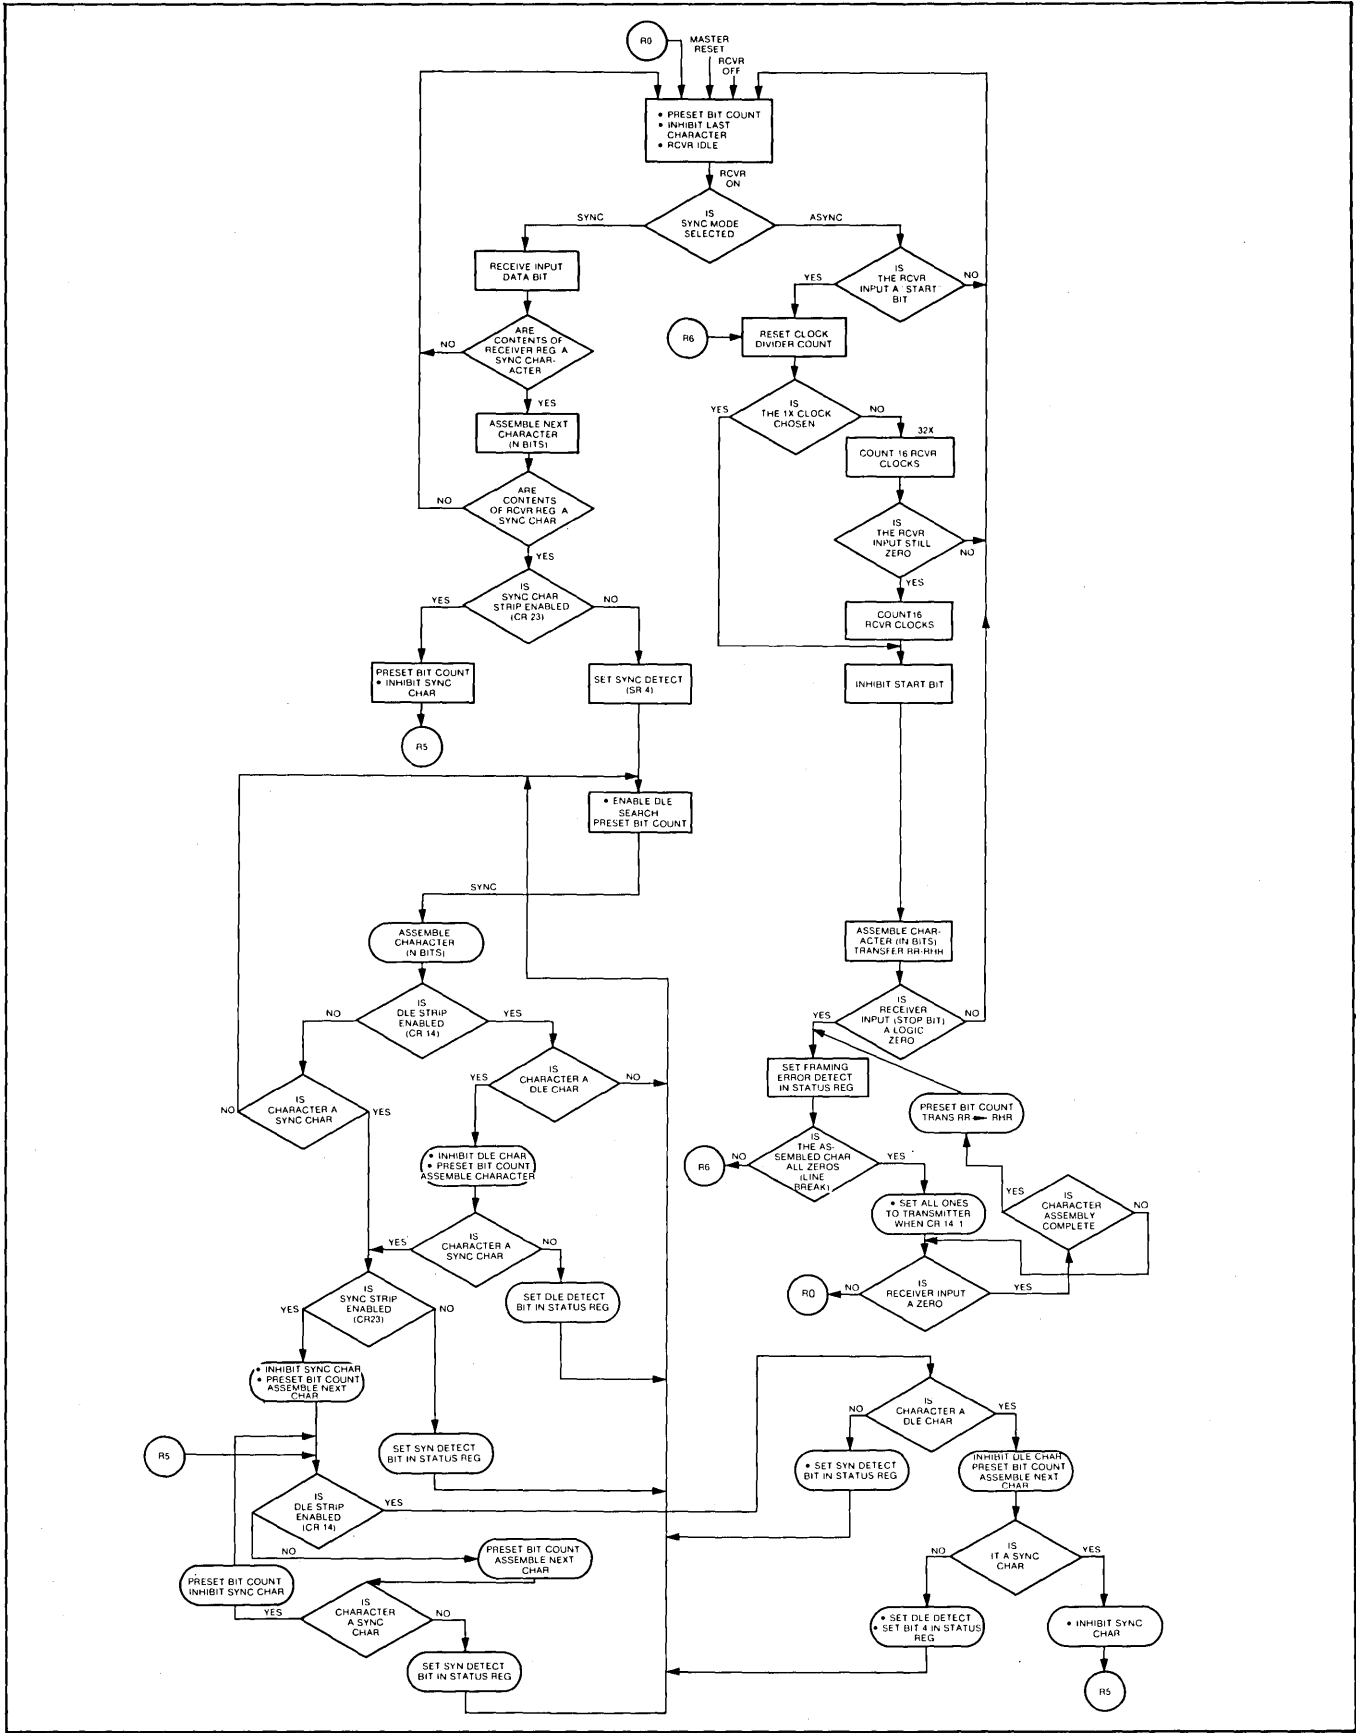 R0
MASTER
RESET
RCVR
OFF
• PRESET BIT COUNT
• INHIBIT LAST
CHARACTER
• RCVR IDLE
RCVR
ON
IS
SYNC MODE
SELECTED
SYNC
ASYNC
RECEIVE INPUT
DATA BIT
IS
THE RCVR
INPUT A START
BIT
YES
NO
ARE
CONTENTS OF
RECEIVER REG. A
SYNC CHAR-
ACTER
NO
YES
R6
RESET CLOCK
DIVIDER COUNT
IS
THE 1X CLOCK
CHOSEN
YES
NO
ASSEMBLE NEXT
CHARACTER
(N BITS)
32X
COUNT 16 RCVR
CLOCKS
ARE
CONTENTS
OF RCVR REG. A
SYNC CHAR
NO
YES
IS
THE RCVR
INPUT STILL
ZERO
NO
YES
IS
SYNC CHAR
STRIP ENABLED
(CR 23)
YES
NO
COUNT16
RCVR CLOCKS
PRESET BIT COUNT
• INHIBIT SYNC
CHAR
SET SYNC DETECT
(SR 4)
INHIBIT START BIT
R5
• ENABLE DLE
SEARCH
PRESET BIT COUNT
SYNC
ASSEMBLE
CHARACTER
(N BITS)
ASSEMBLE CHAR-
ACTER (IN BITS)
TRANSFER RR-RHH
IS
DLE STRIP
ENABLED
(CR 14)
NO
YES
IS
RECEIVER
INPUT (STOP BIT)
A LOGIC
ZERO
YES
NO
IS
CHARACTER A
SYNC CHAR
NO
YES
IS
CHARACTER A
DLE CHAR
YES
NO
SET FRAMING
ERROR DETECT
IN STATUS REG
PRESET BIT COUNT
TRANS RR RHR
• INHIBIT DLE CHAR
• PRESET BIT COUNT
ASSEMBLE CHARACTER
R6
NO
IS
THE AS-
SEMBLED CHAR
ALL ZEROS
(LINE
BREAK)
YES
• SET ALL ONES
TO TRANSMITTER
WHEN CR 14 1
YES
IS
CHARACTER
ASSEMBLY
COMPLETE
NO
YES
IS
CHARACTER A
SYNC CHAR
NO
SET DLE DETECT
BIT IN STATUS REG
R0
NO
IS
RECEIVER INPUT
A ZERO
YES
YES
IS
SYNC STRIP
ENABLED
(CR23)
NO
• INHIBIT SYNC CHAR
• PRESET BIT COUNT
ASSEMBLE NEXT
CHAR
IS
CHARACTER A
DLE CHAR
NO
YES
R5
SET SYN DETECT
BIT IN STATUS REG
• SET SYN DETECT
BIT IN STATUS REG
INHIBIT DLE CHAR
PRESET BIT COUNT
ASSEMBLE NEXT
CHAR
IS
DLE STRIP
ENABLED
(CR 14)
YES
NO
PRESET BIT COUNT
ASSEMBLE NEXT
CHAR
NO
IS
IT A SYNC
CHAR
YES
PRESET BIT COUNT
INHIBIT SYNC CHAR
YES
IS
CHARACTER
A SYNC
CHAR
NO
• SET DLE DETECT
• SET BIT 4 IN STATUS
REG
• INHIBIT SYNC
CHAR
SET SYN DETECT
BIT IN STATUS REG
R5